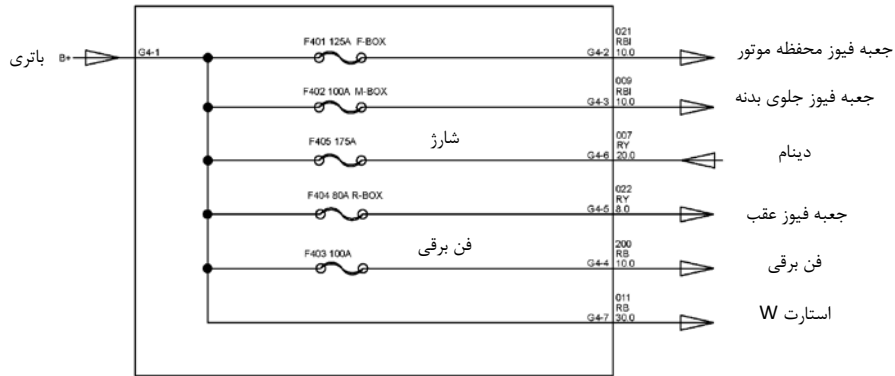 باتری B+ G4-1
F401 125A F-BOX
021
RBI
G4-2 10.0
جعبه فیوز محفظه موتور
F402 100A M-BOX
009
RBI
G4-3 10.0
جعبه فیوز جلوی بدنه
F405 175A
شارژ
007
RY
G4-6 20.0
دینام
F404 80A R-BOX
022
RY
G4-5 8.0
جعبه فیوز عقب
F403 100A
فن برقی
200
RB
G4-4 10.0
فن برقی
011
RB
G4-7 30.0
استارت W